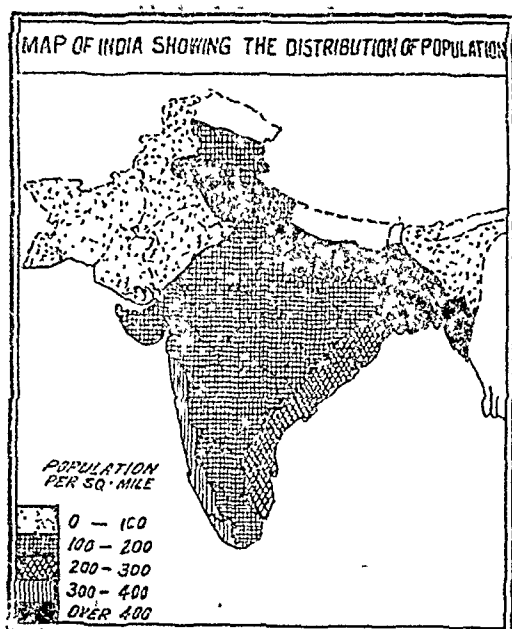 MAP OF INDIA SHOWING THE DISTRIBUTION OF POPULATION
POPULATION
PER SQ. MILE
0 — 100
100 — 200
200 — 300
300 — 400
OVER 400